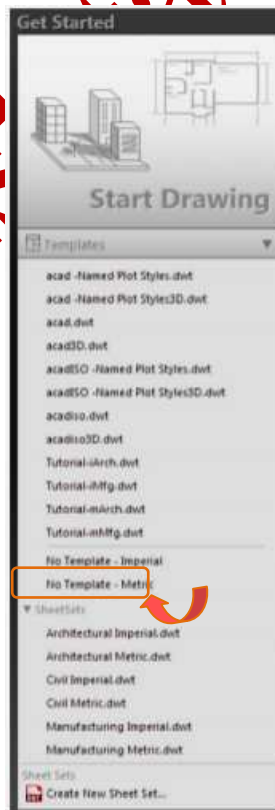 Get Started
Start Drawing
Templates
acad -Named Plot Styles.dwt
acad -Named Plot Styles3D.dwt
acad.dwt
acad3D.dwt
acadISO -Named Plot Styles.dwt
acadISO -Named Plot Styles3D.dwt
acadiso.dwt
acadiso3D.dwt
Tutorial-iArch.dwt
Tutorial-iMfg.dwt
Tutorial-mArch.dwt
Tutorial-mMfg.dwt
No Template - Imperial
No Template - Metric
SheetSets
Architectural Imperial.dwt
Architectural Metric.dwt
Civil Imperial.dwt
Civil Metric.dwt
Manufacturing Imperial.dwt
Manufacturing Metric.dwt
Sheet Sets
Create New Sheet Set...